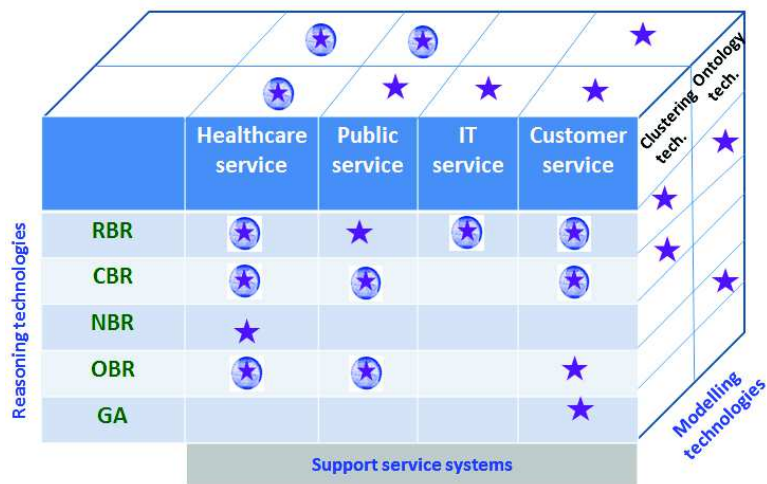 Ontology
tech.
Clustering
tech.
Healthcare
service
Public
service
IT
service
Customer
service
Reasoning technologies
RBR
CBR
NBR
OBR
GA
Modelling
technologies
Support service systems